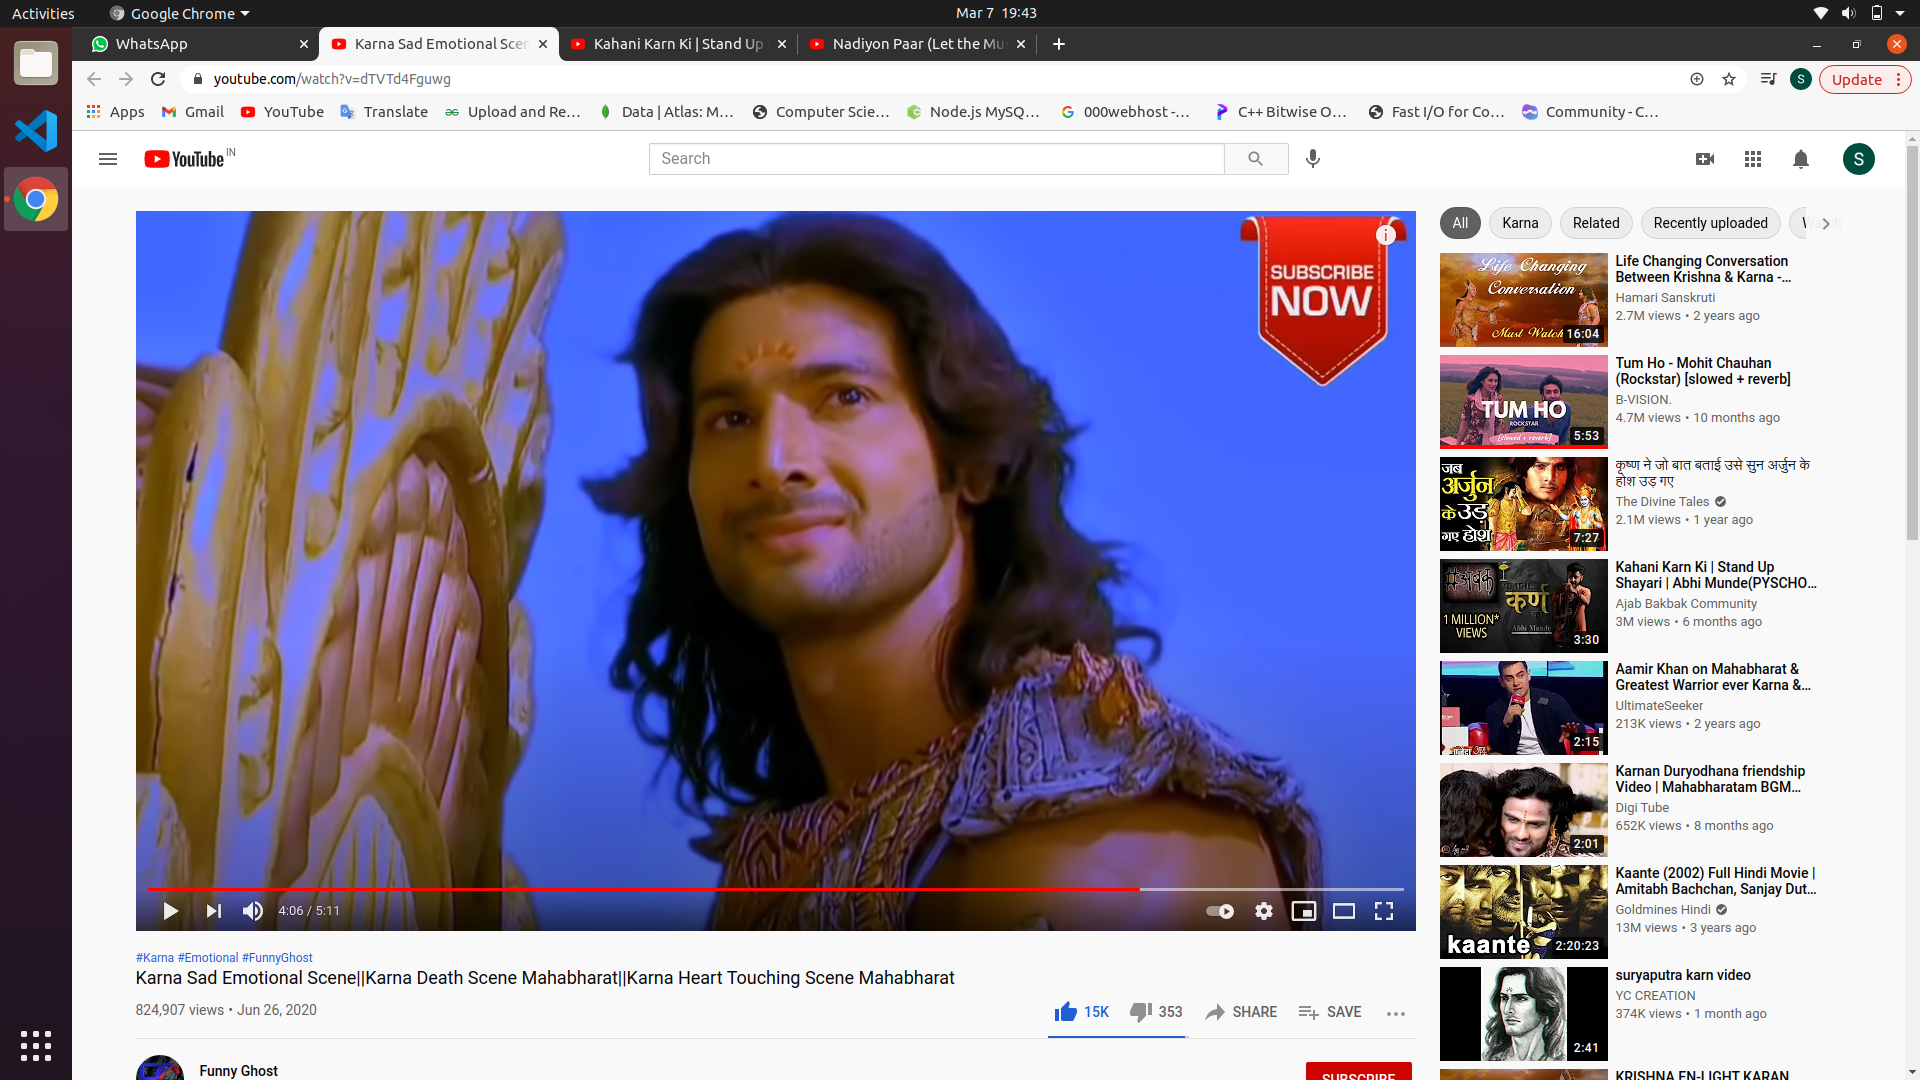 Activities
Google Chrome
Mar 7 19:43
WhatsApp
Karna Sad Emotional Scen
Kahani Karn Ki | Stand Up
Nadiyon Paar (Let the Mus
youtube.com/watch?v=dTVTd4Fguwg
S
Update
Apps
Gmail
YouTube
Translate
Upload and Re...
Data | Atlas: M...
Computer Scie...
Node.js MySQ...
000webhost -...
C++ Bitwise O...
Fast I/O for Co...
Community - C...
YouTube IN
Search
S
SUBSCRIBE
NOW
4:06 / 5:11
#Karna #Emotional #FunnyGhost
Karna Sad Emotional Scene||Karna Death Scene Mahabharat||Karna Heart Touching Scene Mahabharat
824,907 views • Jun 26, 2020
15K
353
SHARE
SAVE
Funny Ghost
SUBSCRIBE
All
Karna
Related
Recently uploaded
Life Changing
Conversation
Must Watch
16:04
Life Changing Conversation
Between Krishna & Karna -...
Hamari Sanskruti
2.7M views • 2 years ago
TUM HO
ROCKSTAR
[slowed + reverb]
5:53
Tum Ho - Mohit Chauhan
(Rockstar) [slowed + reverb]
B-VISION.
4.7M views • 10 months ago
जब
अर्जुन
के उड़
गए होश
7:27
कृष्ण ने जो बात बताई उसे सुन अर्जुन के
होश उड़ गए
The Divine Tales
2.1M views • 1 year ago
कर्ण
1 MILLION*
VIEWS
Abhi Munde
3:30
Kahani Karn Ki | Stand Up
Shayari | Abhi Munde(PYSCHO...
Ajab Bakbak Community
3M views • 6 months ago
2:15
Aamir Khan on Mahabharat &
Greatest Warrior ever Karna &...
UltimateSeeker
213K views • 2 years ago
2:01
Karnan Duryodhana friendship
Video | Mahabharatam BGM...
Digi Tube
652K views • 8 months ago
kaante
2:20:23
Kaante (2002) Full Hindi Movie |
Amitabh Bachchan, Sanjay Dut...
Goldmines Hindi
13M views • 3 years ago
2:41
suryaputra karn video
YC CREATION
374K views • 1 month ago
KRISHNA EN-LIGHT KARAN